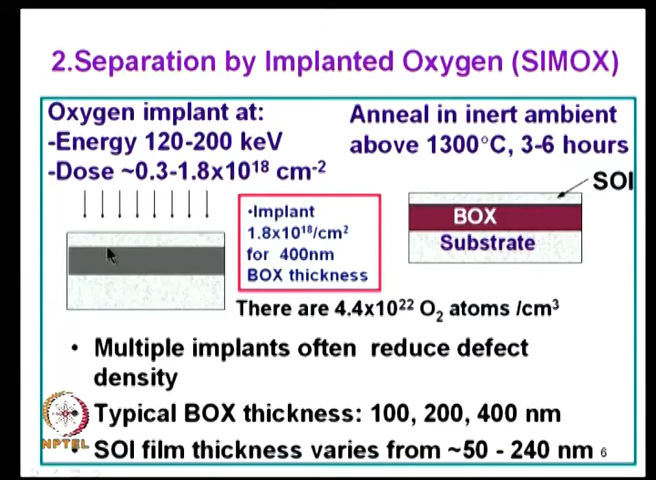 2.Separation by Implanted Oxygen (SIMOX)
Oxygen implant at:
-Energy 120-200 keV
-Dose ~0.3-1.8x10¹⁸ cm⁻²
Anneal in inert ambient
above 1300°C, 3-6 hours
SOI
•Implant
1.8x10¹⁸/cm²
for 400nm
BOX thickness
BOX
Substrate
There are 4.4x10²² O₂ atoms /cm³
• Multiple implants often reduce defect
density
Typical BOX thickness: 100, 200, 400 nm
• SOI film thickness varies from ~50 - 240 nm
6
NPTEL